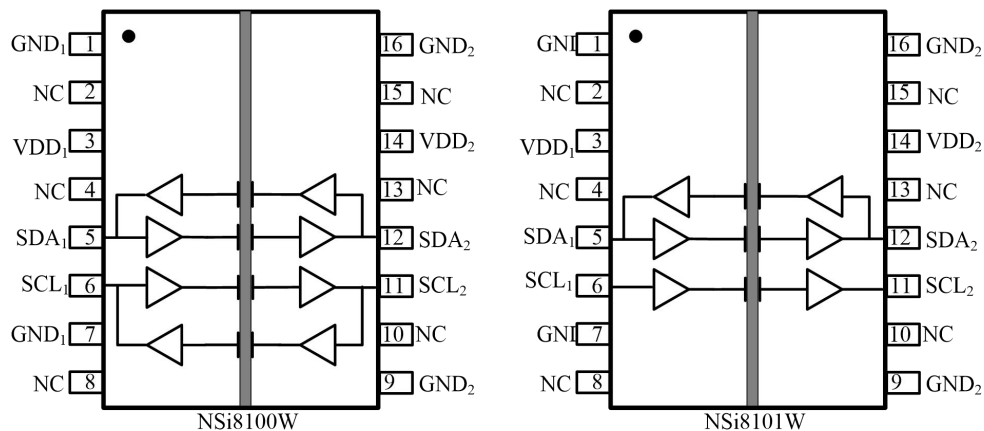 GND₁ 1 16 GND₂
NC 2 15 NC
VDD₁ 3 14 VDD₂
NC 4 13 NC
SDA₁ 5 12 SDA₂
SCL₁ 6 11 SCL₂
GND₁ 7 10 NC
NC 8 9 GND₂
NSi8100W
GNI 1 16 GND₂
NC 2 15 NC
VDD₁ 3 14 VDD₂
NC 4 13 NC
SDA₁ 5 12 SDA₂
SCL₁ 6 11 SCL₂
GNI 7 10 NC
NC 8 9 GND₂
NSi8101W